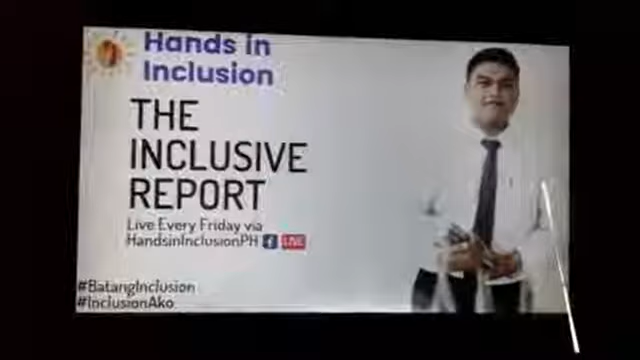 Hands in
Inclusion
THE
INCLUSIVE
REPORT
Live Every Friday via
HandsinInclusionPH f LIVE
#BatangInclusion
#InclusionAko